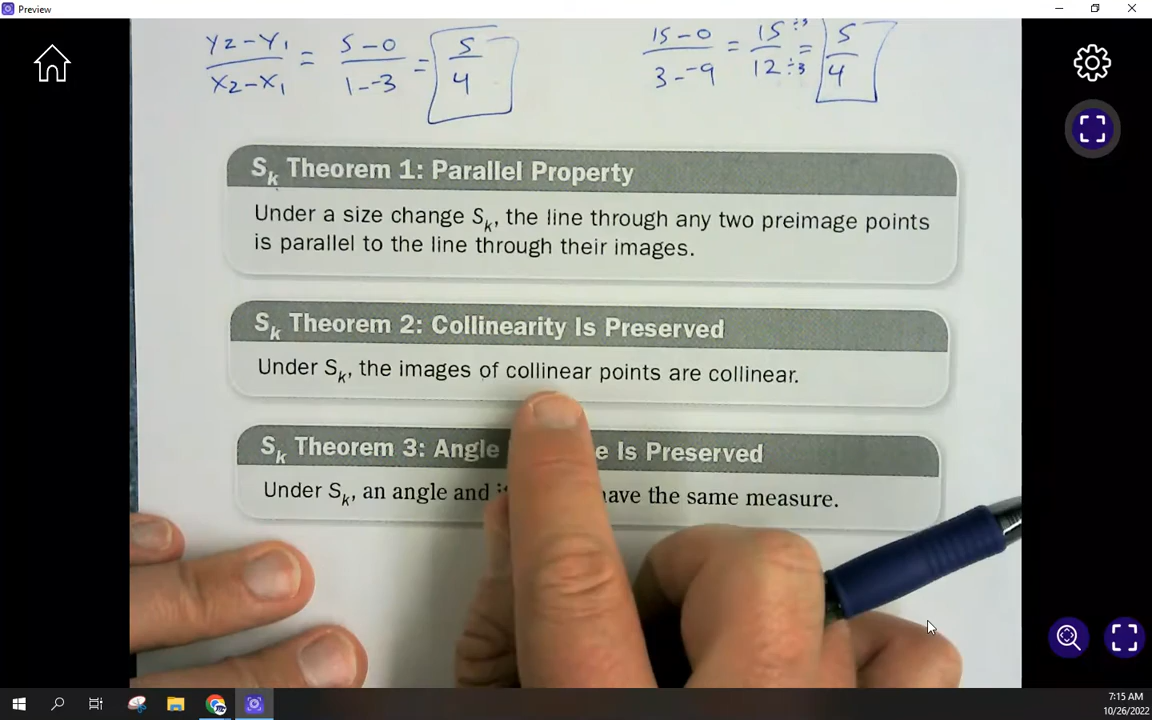 Preview
Y2-Y1 / X2-X1 = 5-0 / 1--3 = 5/4
15-0 / 3--9 = 15÷3 / 12÷3 = 5/4
Sk Theorem 1: Parallel Property
Under a size change Sk, the line through any two preimage points
is parallel to the line through their images.
Sk Theorem 2: Collinearity Is Preserved
Under Sk, the images of collinear points are collinear.
Sk Theorem 3: Angle Is Preserved
Under Sk, an angle and have the same measure.
7:15 AM
10/26/2022